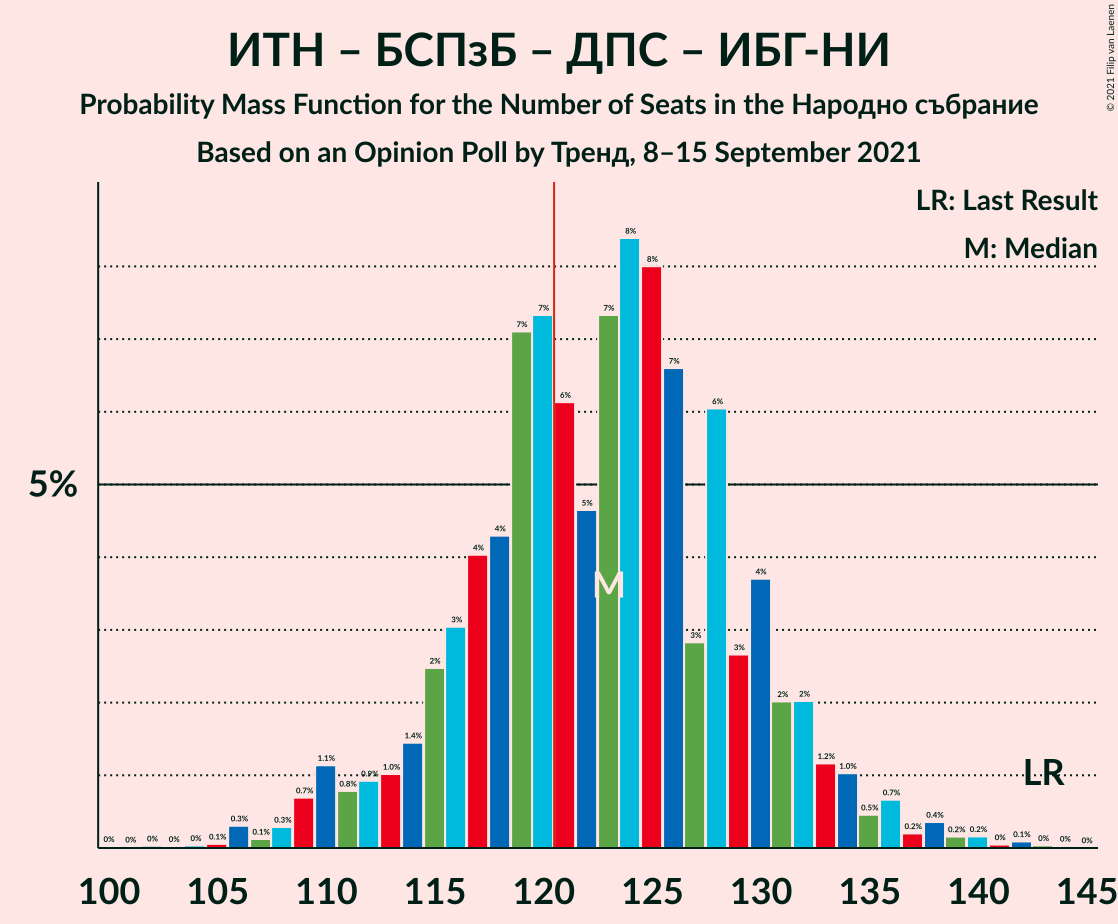 ИТН – БСПзБ – ДПС – ИБГ-НИ
Probability Mass Function for the Number of Seats in the Народно събрание
Based on an Opinion Poll by Тренд, 8–15 September 2021
© 2021 Filip van Laenen
LR: Last Result
M: Median
5%
0% 0% 0% 0% 0% 0.1% 0.3% 0.1% 0.3% 0.7% 1.1% 0.8% 0.9% 1.0% 1.4% 2% 3% 4% 4% 7% 7% 6% 5% 7% 8% 8% 7% 3% 6% 3% 4% 2% 2% 1.2% 1.0% 0.5% 0.7% 0.2% 0.4% 0.2% 0.2% 0% 0.1% 0% 0% 0%
M
LR
100 105 110 115 120 125 130 135 140 145